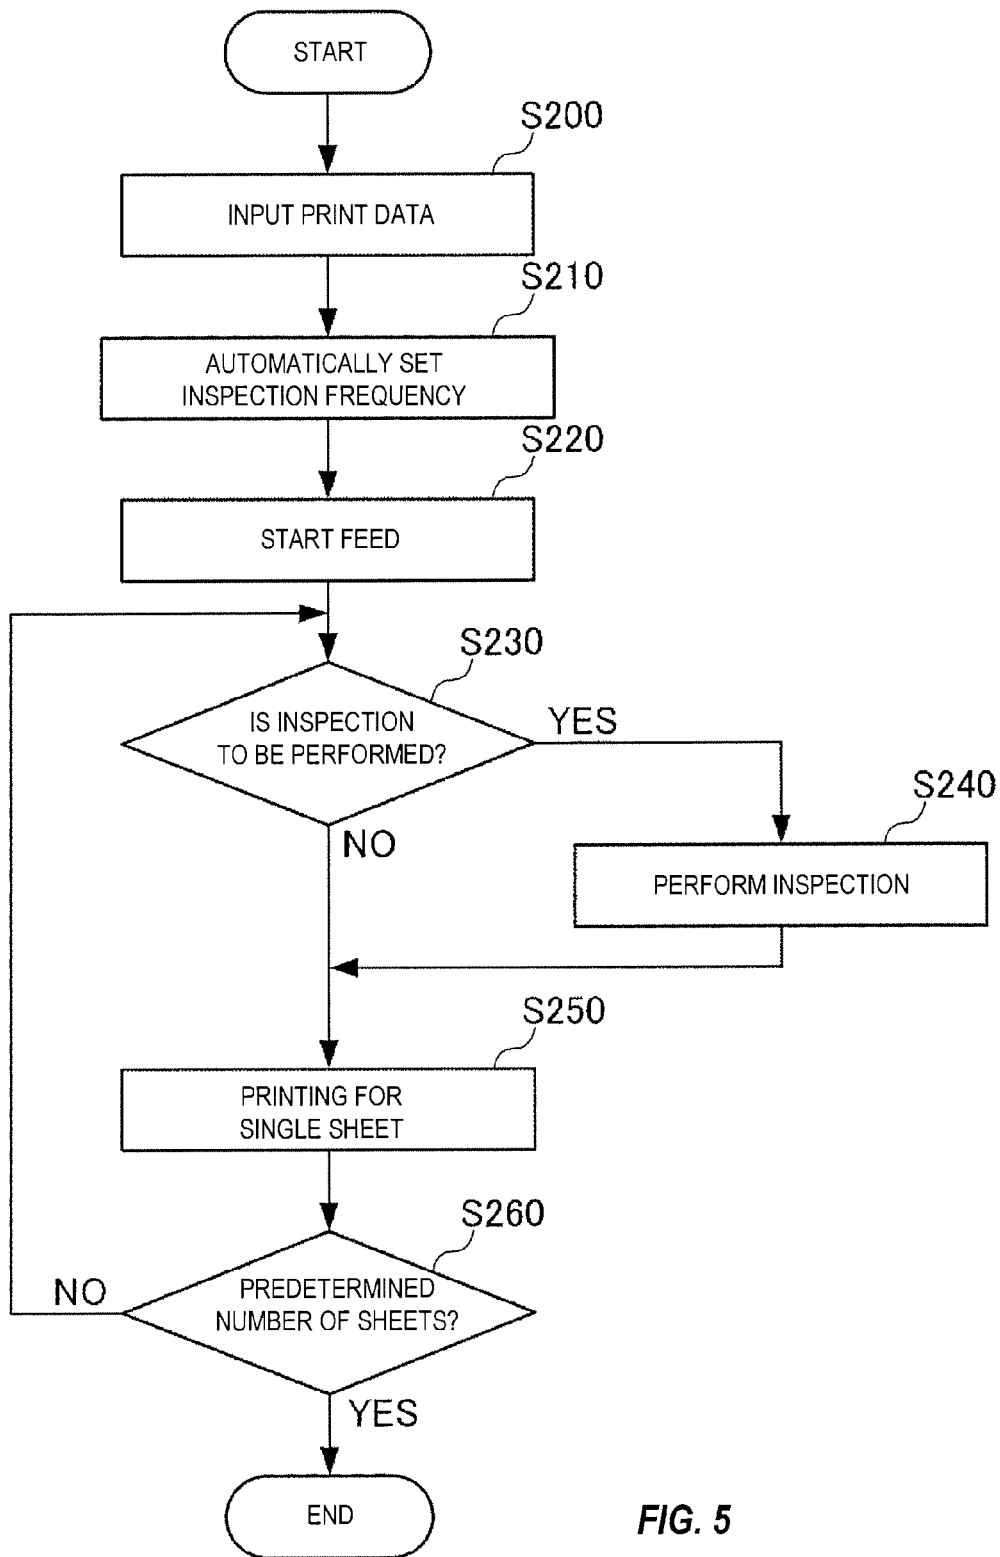 START
S200
INPUT PRINT DATA
S210
AUTOMATICALLY SET
INSPECTION FREQUENCY
S220
START FEED
S230
IS INSPECTION
TO BE PERFORMED?
YES
NO
S240
PERFORM INSPECTION
S250
PRINTING FOR
SINGLE SHEET
S260
PREDETERMINED
NUMBER OF SHEETS?
NO
YES
END
FIG. 5